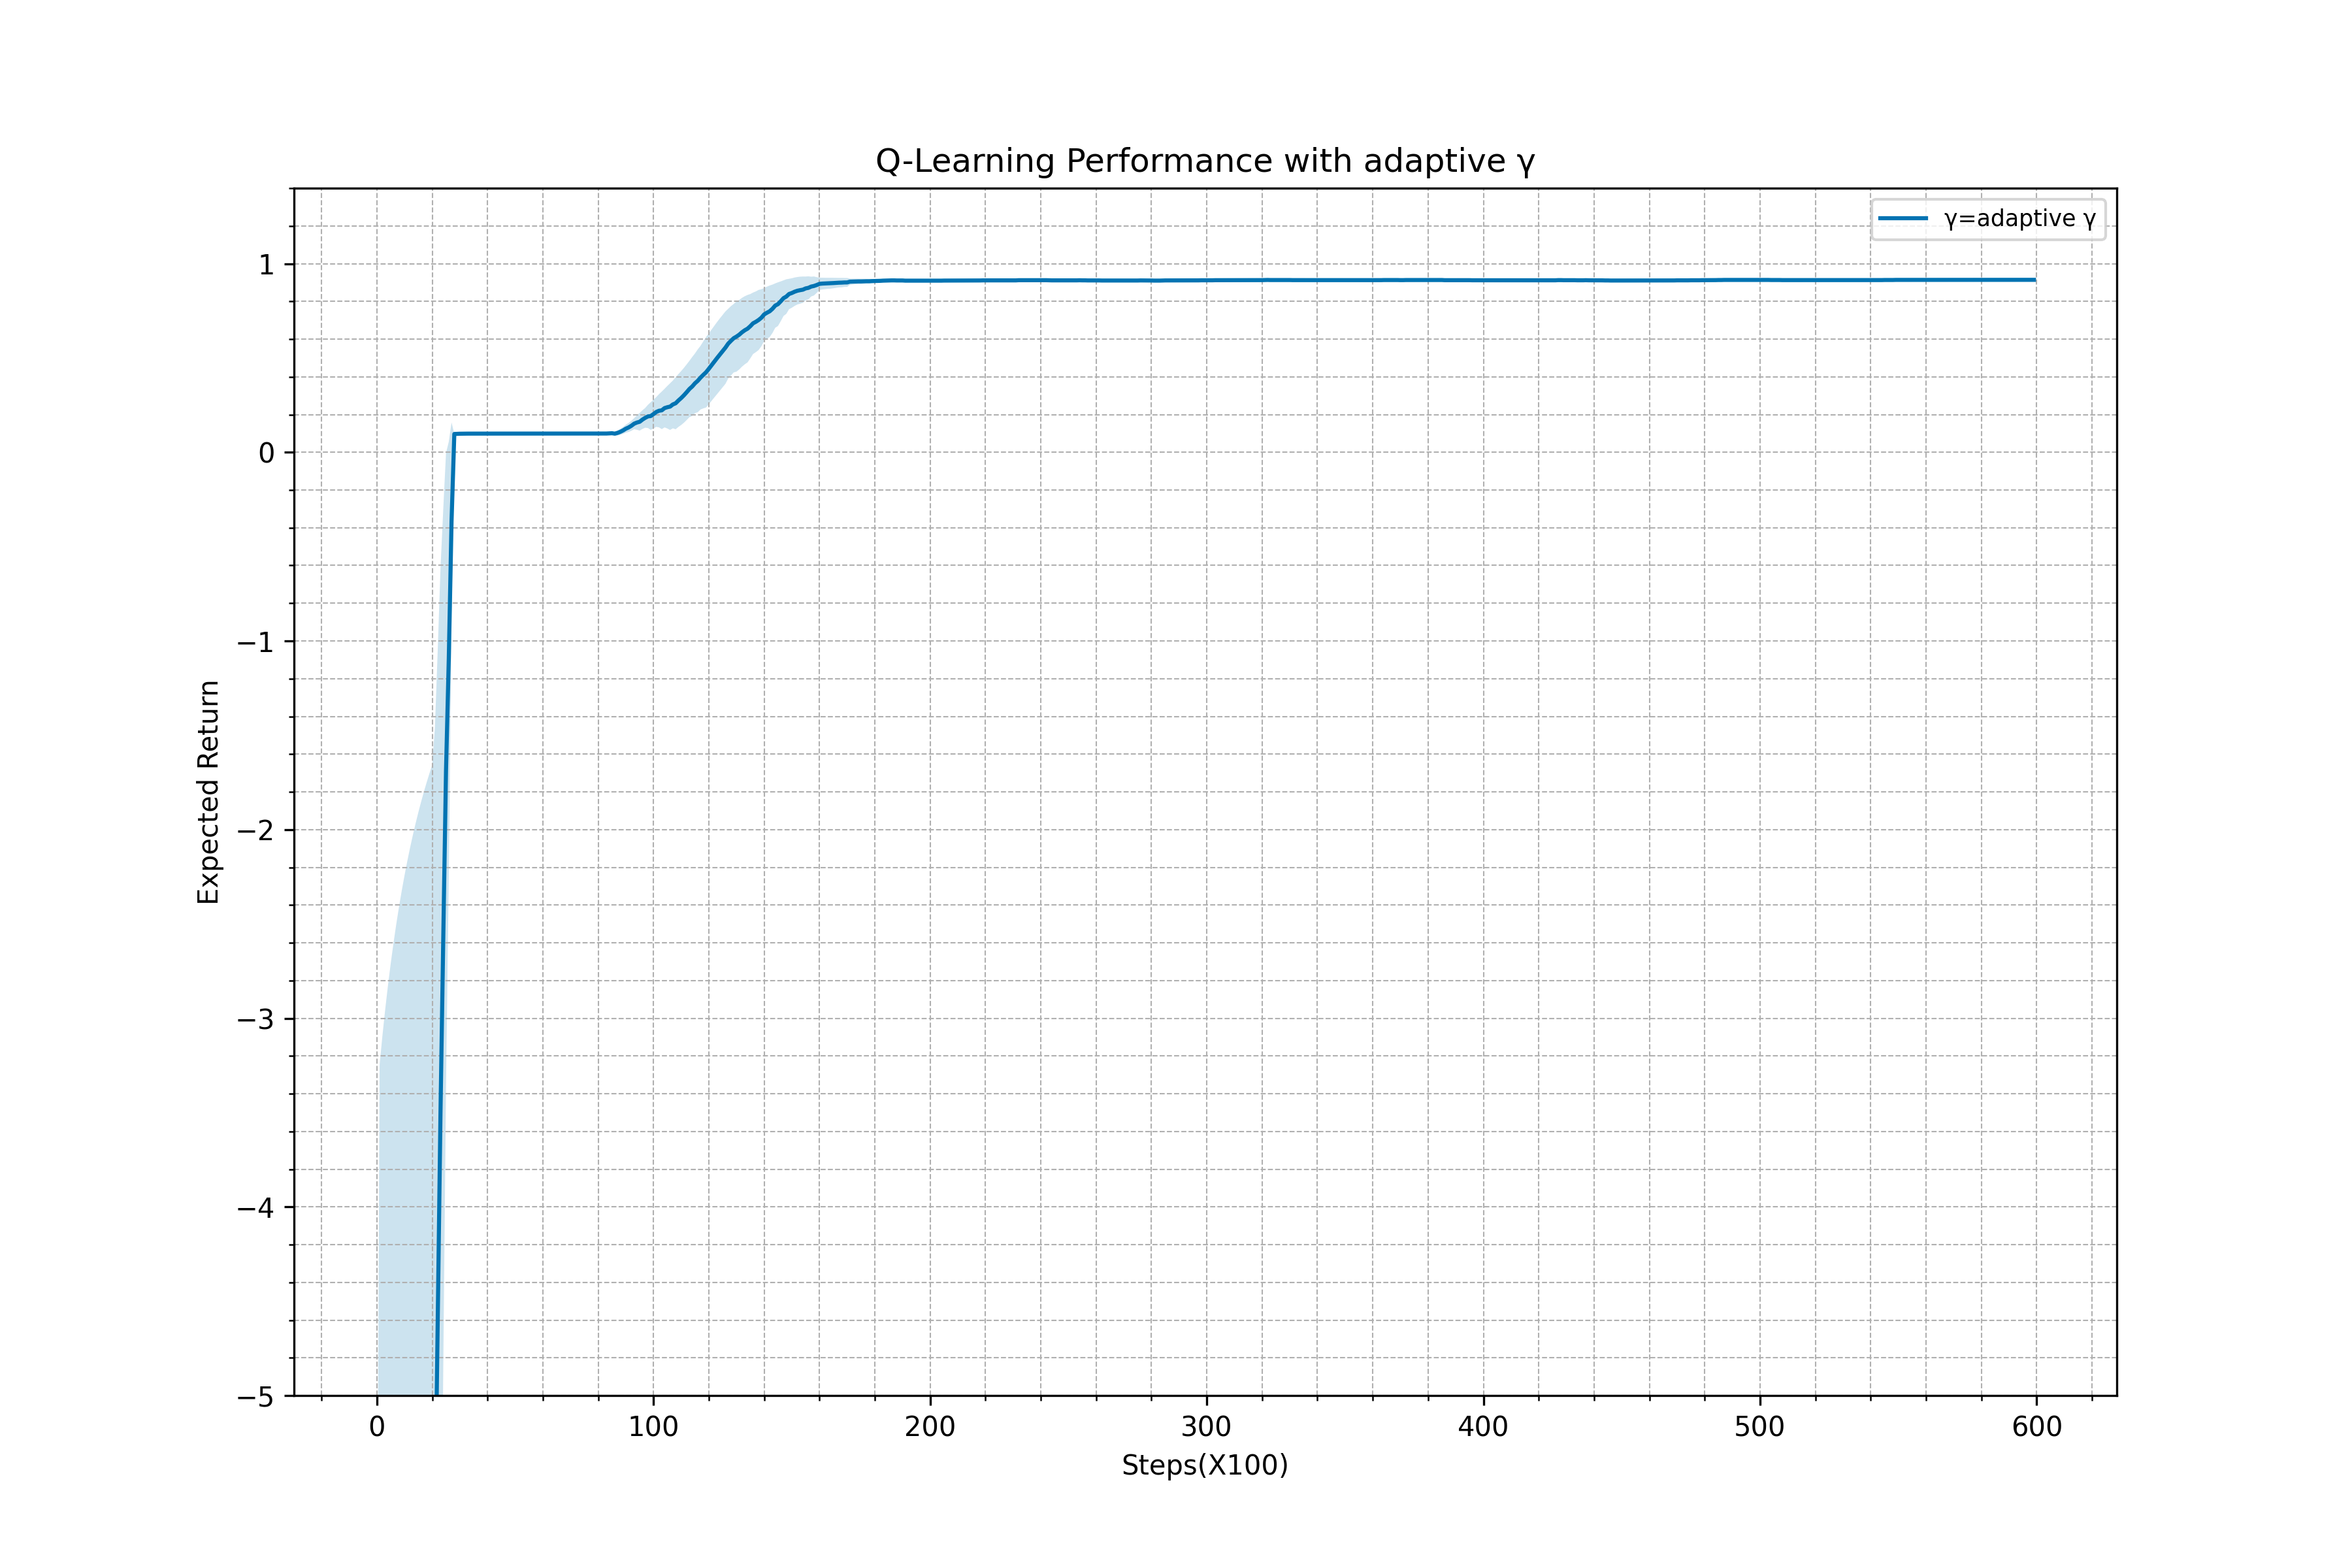 Q-Learning Performance with adaptive γ
γ=adaptive γ
1
0
−1
−2
−3
−4
−5
Expected Return
0 100 200 300 400 500 600
Steps(X100)